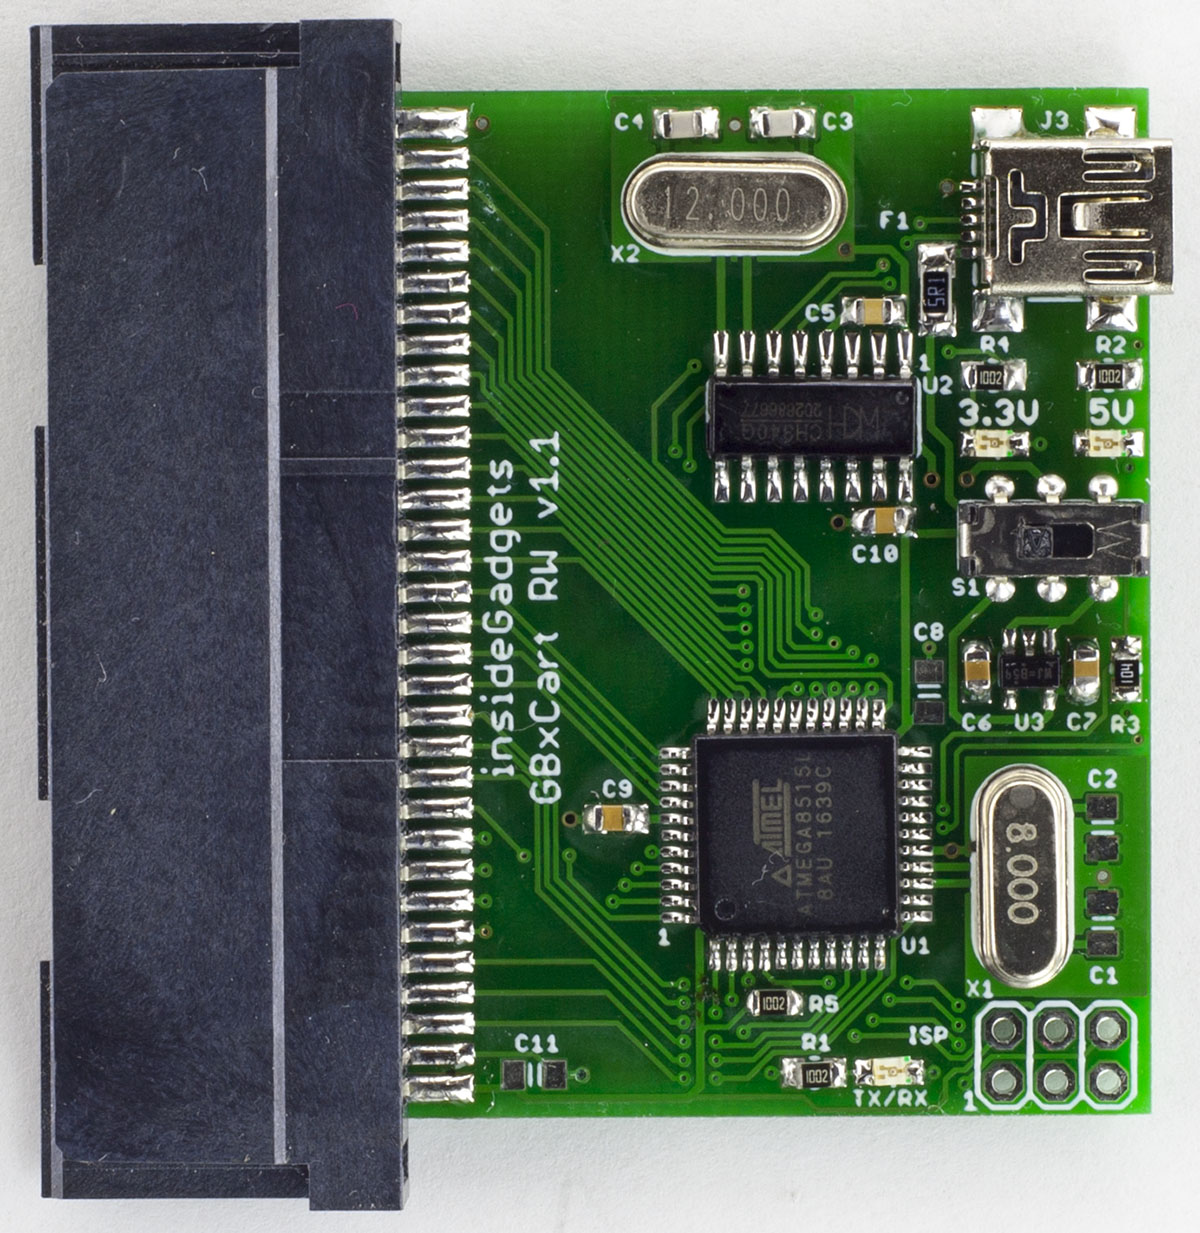 C4
C3
J3
12.000
X2
F1
C5
R4
R2
1002
1002
1
U2
3.3V
5V
CH340G
C10
S1
insideGadgets
GBxCart RW v1.1
C8
C6
U3
C7
R3
104
C9
ATMEL
ATMEGA8515L
8AU 1639C
1
U1
8.000
C2
C1
X1
1002
R5
ISP
C11
R1
1002
TX/RX
1